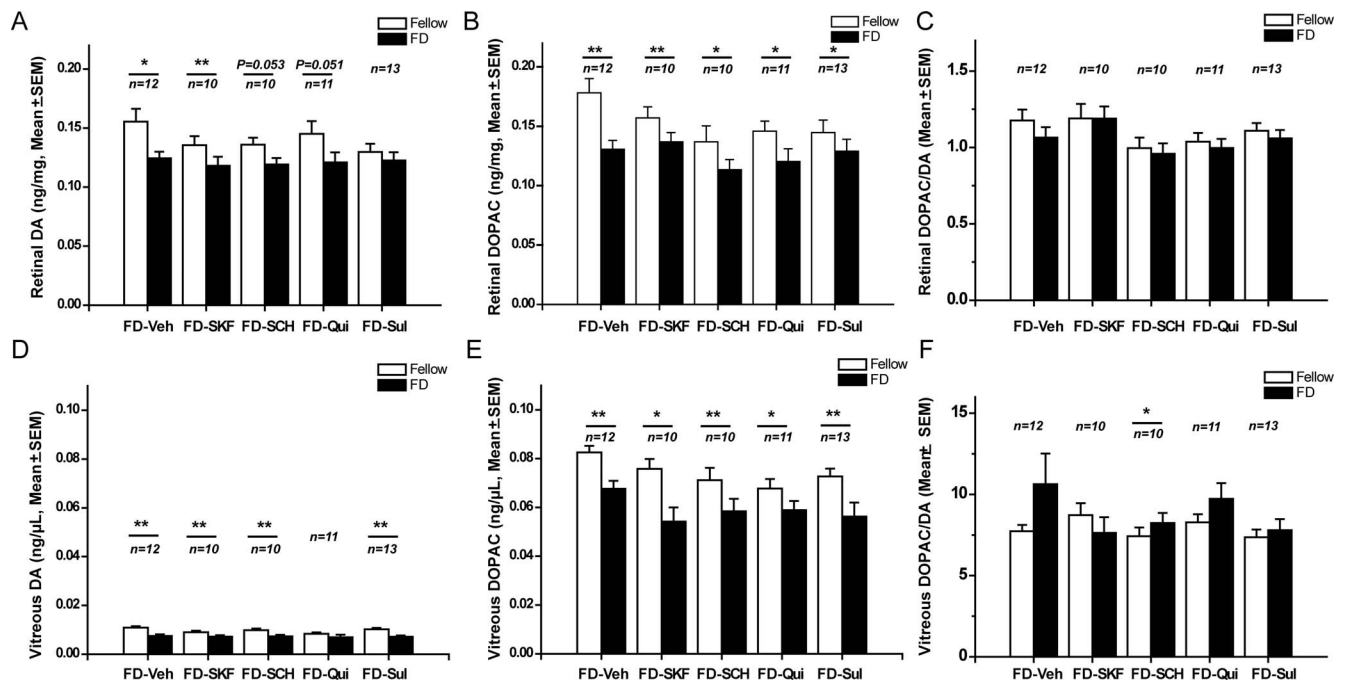 A
Fellow
FD
Retinal DA (ng/mg, Mean±SEM)
0.20
0.15
0.10
0.05
0.00
* ** P=0.053 P=0.051 n=13
n=12 n=10 n=10 n=11
FD-Veh FD-SKF FD-SCH FD-Qui FD-Sul
B
Fellow
FD
Retinal DOPAC (ng/mg, Mean±SEM)
0.20
0.15
0.10
0.05
0.00
** ** * * *
n=12 n=10 n=10 n=11 n=13
FD-Veh FD-SKF FD-SCH FD-Qui FD-Sul
C
Fellow
FD
Retinal DOPAC/DA (Mean±SEM)
1.5
1.0
0.5
0.0
n=12 n=10 n=10 n=11 n=13
FD-Veh FD-SKF FD-SCH FD-Qui FD-Sul
D
Fellow
FD
Vitreous DA (ng/µL, Mean±SEM)
0.10
0.08
0.06
0.04
0.02
0.00
** ** ** n=11 **
n=12 n=10 n=10 n=13
FD-Veh FD-SKF FD-SCH FD-Qui FD-Sul
E
Fellow
FD
Vitreous DOPAC (ng/µL, Mean±SEM)
0.10
0.08
0.06
0.04
0.02
0.00
** * ** * **
n=12 n=10 n=10 n=11 n=13
FD-Veh FD-SKF FD-SCH FD-Qui FD-Sul
F
Fellow
FD
Vitreous DOPAC/DA (Mean± SEM)
15
10
5
0
*
n=12 n=10 n=10 n=11 n=13
FD-Veh FD-SKF FD-SCH FD-Qui FD-Sul